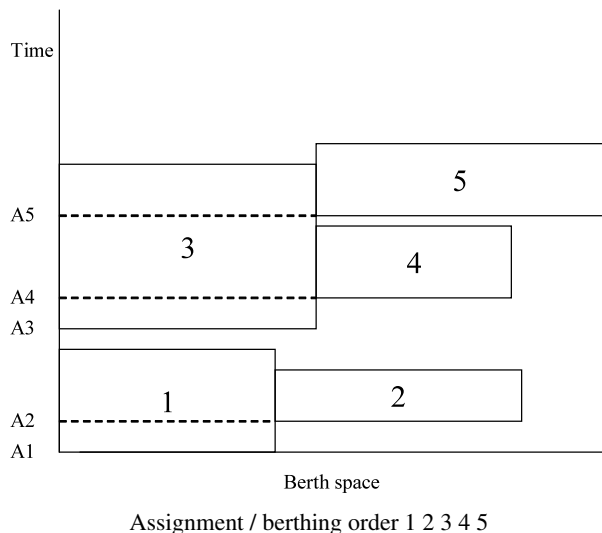 Time
5
A5
3
4
A4
A3
1
2
A2
A1
Berth space
Assignment / berthing order 1 2 3 4 5